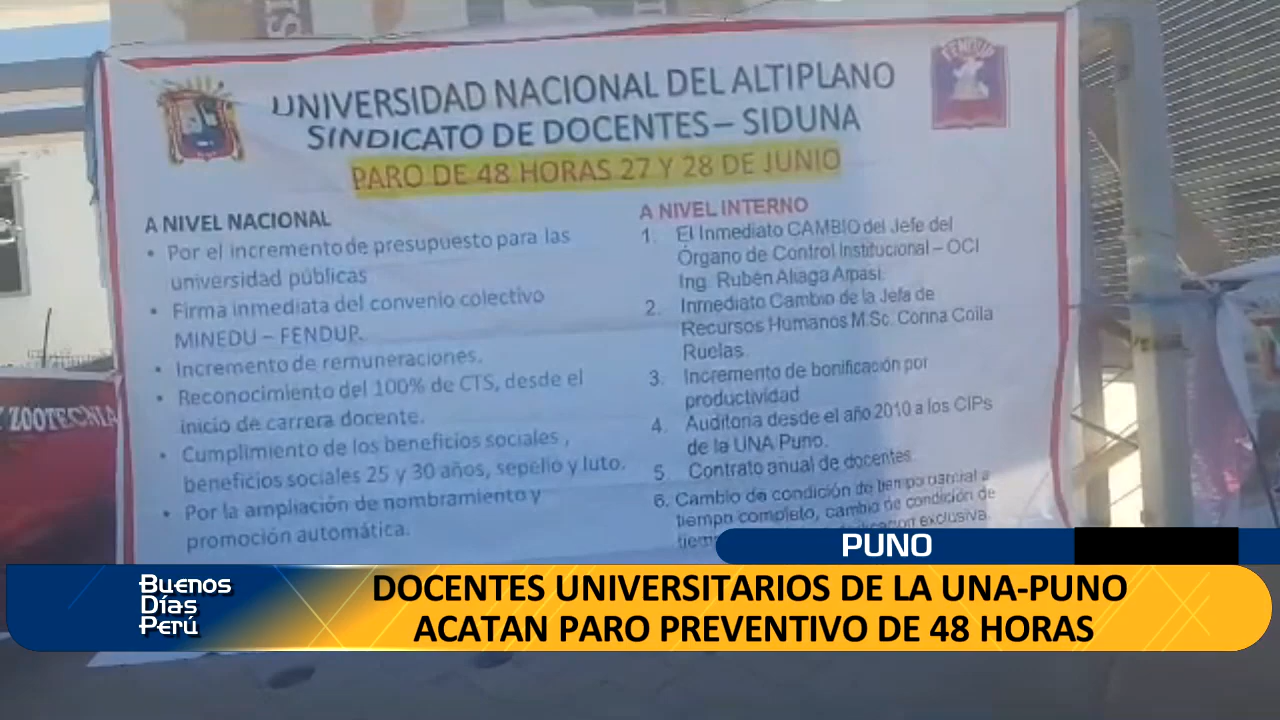 UNIVERSIDAD NACIONAL DEL ALTIPLANO
SINDICATO DE DOCENTES – SIDUNA
PARO DE 48 HORAS 27 Y 28 DE JUNIO
FENDUP
A NIVEL NACIONAL
• Por el incremento de presupuesto para las
universidad públicas
• Firma inmediata del convenio colectivo
MINEDU – FENDUP.
• Incremento de remuneraciones.
• Reconocimiento del 100% de CTS, desde el
inicio de carrera docente.
• Cumplimiento de los beneficios sociales ,
beneficios sociales 25 y 30 años, sepelio y luto.
• Por la ampliación de nombramiento y
promoción automática.
A NIVEL INTERNO
1. El Inmediato CAMBIO del Jefe del
Órgano de Control Institucional – OCI
Ing. Rubén Aliaga Arpasi.
2. Inmediato Cambio de la Jefa de
Recursos Humanos M.Sc. Corina Coila
Ruelas.
3. Incremento de bonificación por
productividad
4. Auditoria desde el año 2010 a los CIPs
de la UNA Puno.
5 Contrato anual de docentes.
6. Cambio de condición de tiempo parcial a
tiempo completo, cambio de condición de
exclusiva.
ZOOTECNIA
PUNO
Buenos
Días
Perú
DOCENTES UNIVERSITARIOS DE LA UNA-PUNO
ACATAN PARO PREVENTIVO DE 48 HORAS